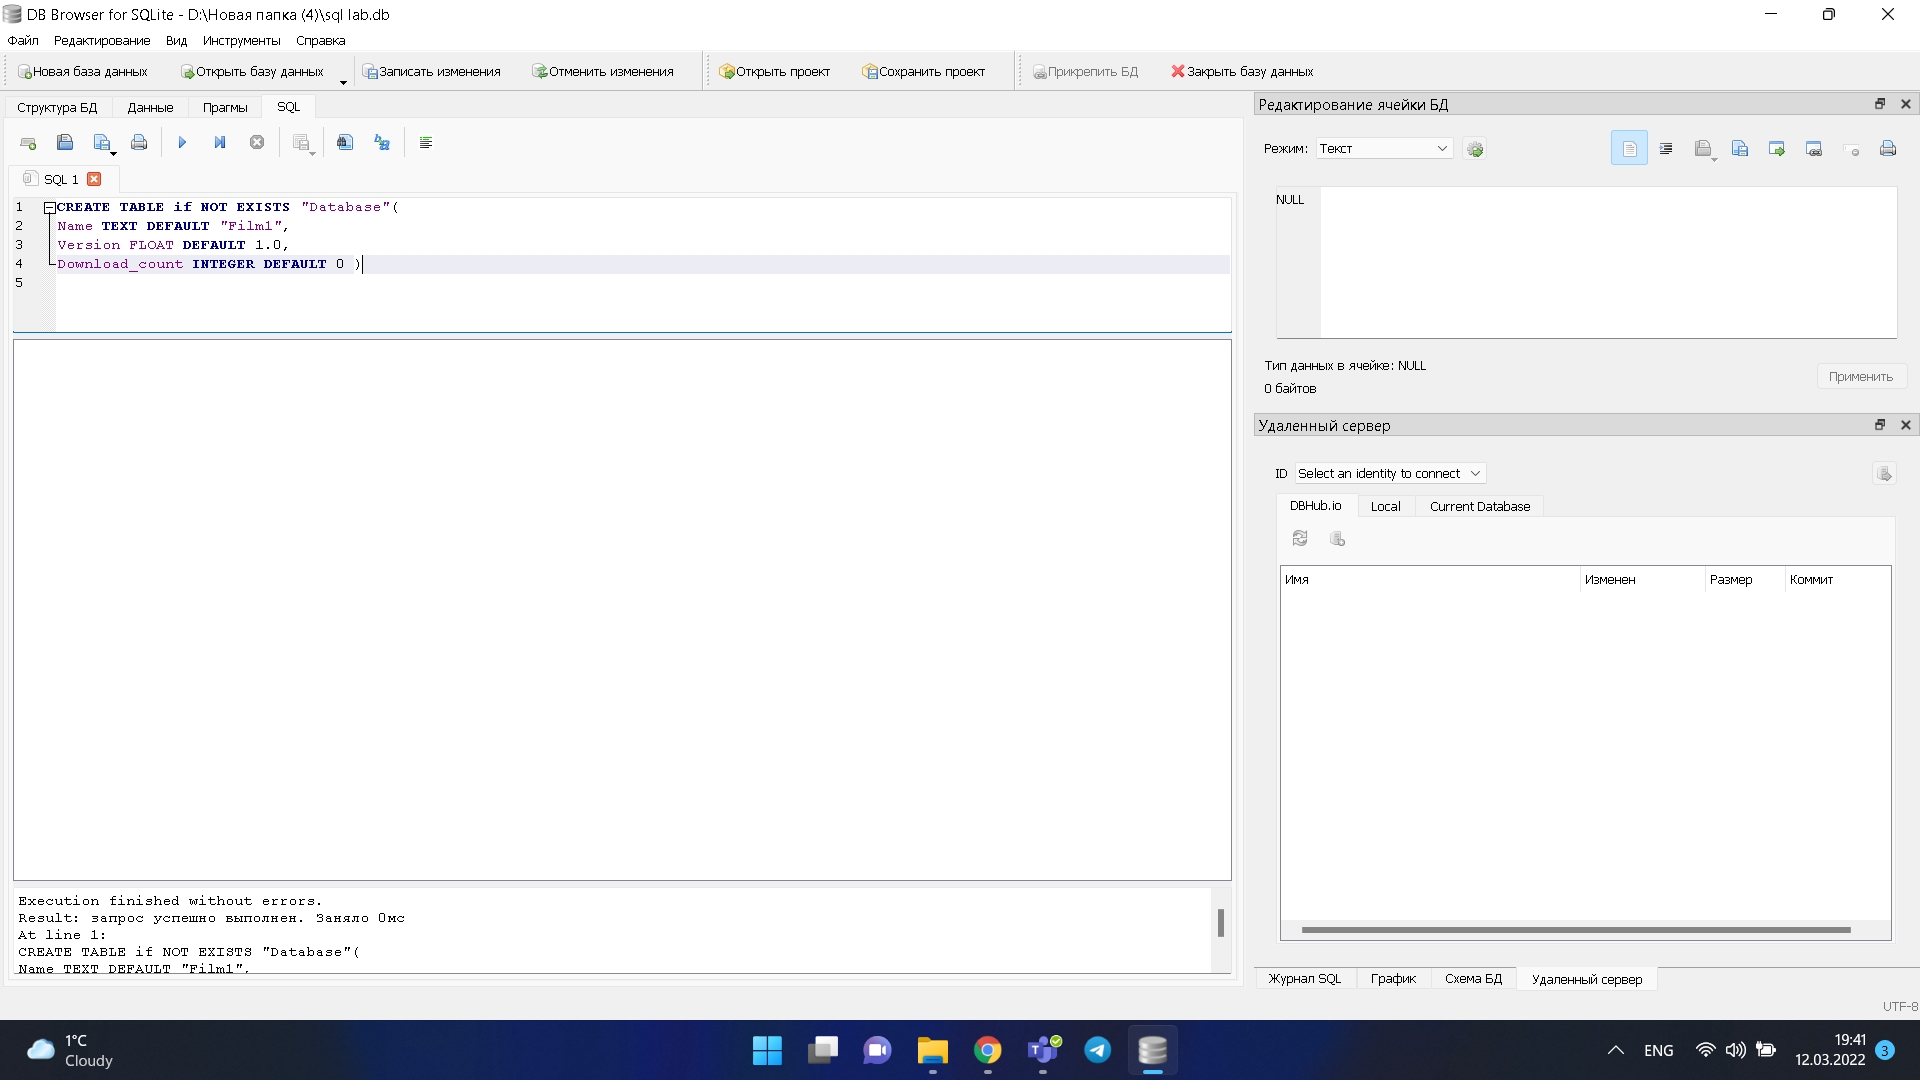 DB Browser for SQLite - D:\Новая папка (4)\sql lab.db
Файл Редактирование Вид Инструменты Справка
Новая база данных Открыть базу данных Записать изменения Отменить изменения Открыть проект Сохранить проект Прикрепить БД Закрыть базу данных
Структура БД Данные Прагмы SQL
SQL 1
1 CREATE TABLE if NOT EXISTS "Database"(
2 Name TEXT DEFAULT "Film1",
3 Version FLOAT DEFAULT 1.0,
4 Download_count INTEGER DEFAULT 0 )
5
Execution finished without errors.
Result: запрос успешно выполнен. Заняло 0мс
At line 1:
CREATE TABLE if NOT EXISTS "Database"(
Name TEXT DEFAULT "Film1",
Редактирование ячейки БД
Режим: Текст
NULL
Тип данных в ячейке: NULL
0 байтов
Применить
Удаленный сервер
ID Select an identity to connect
DBHub.io Local Current Database
Имя Изменен Размер Коммит
Журнал SQL График Схема БД Удаленный сервер
UTF-8
1°C
Cloudy
ENG
19:41
12.03.2022
3